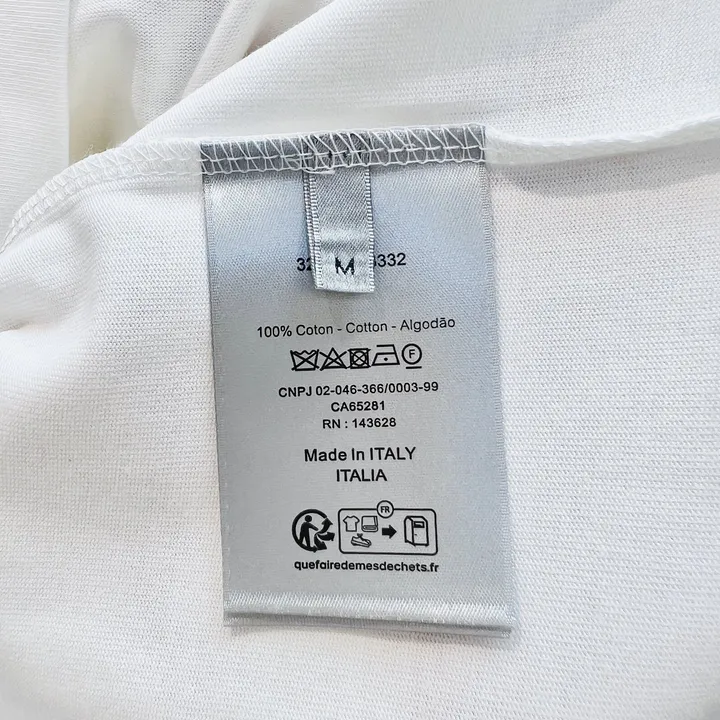 M
332
100% Coton - Cotton - Algodão
F
CNPJ 02-046-366/0003-99
CA65281
RN : 143628
Made In ITALY
ITALIA
FR
quefairedemesdechets.fr